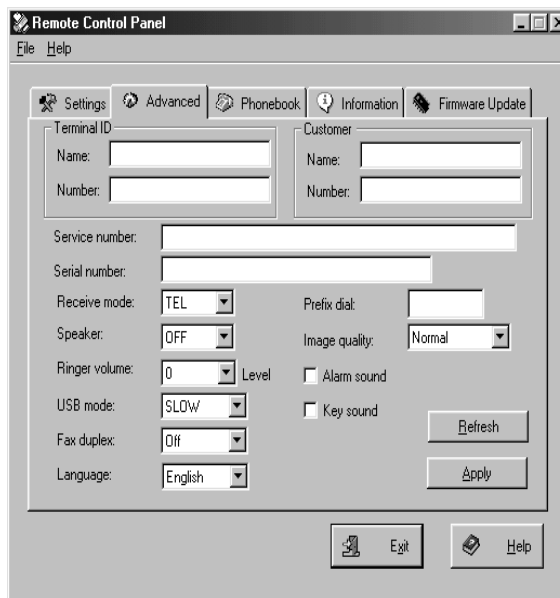 Remote Control Panel
File Help
Settings Advanced Phonebook Information Firmware Update
Terminal ID
Name:
Number:
Customer
Name:
Number:
Service number:
Serial number:
Receive mode: TEL
Prefix dial:
Speaker: OFF
Image quality: Normal
Ringer volume: 0 Level
Alarm sound
USB mode: SLOW
Key sound
Refresh
Fax duplex: Off
Language: English
Apply
Exit Help